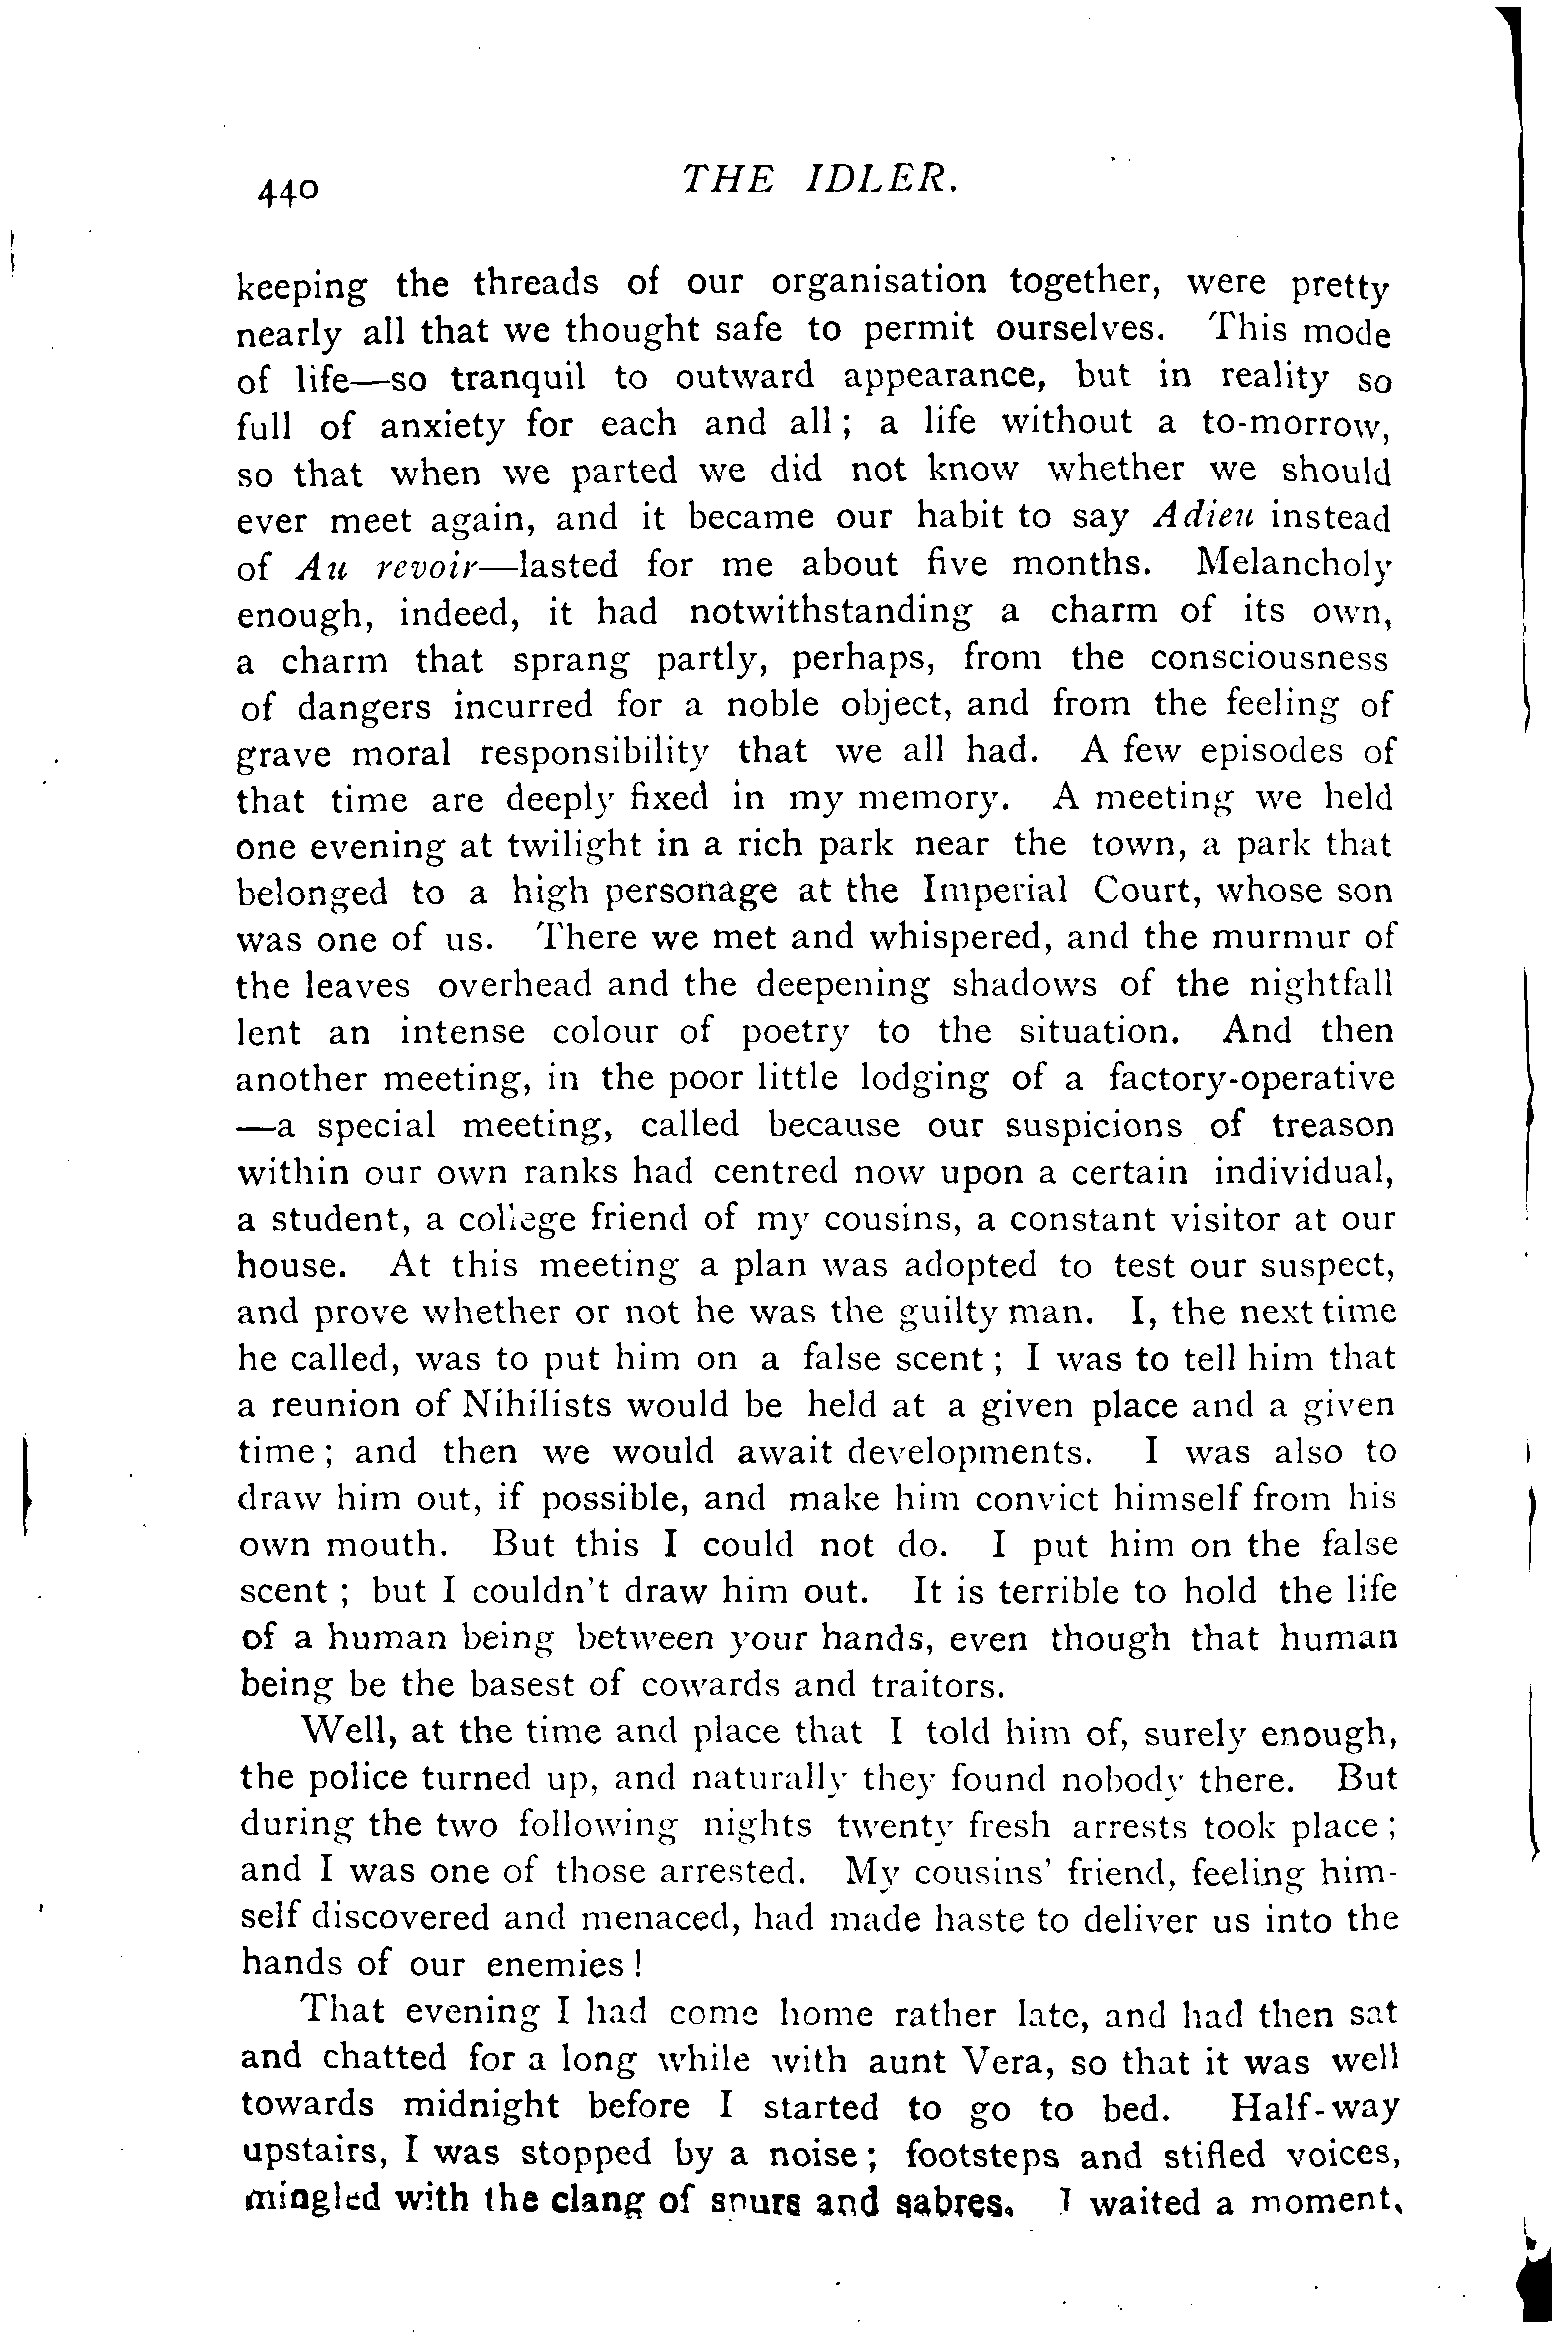 440
THE IDLER.
keeping the threads of our organisation together, were pretty
nearly all that we thought safe to permit ourselves. This mode
of life—so tranquil to outward appearance, but in reality so
full of anxiety for each and all; a life without a to-morrow,
so that when we parted we did not know whether we should
ever meet again, and it became our habit to say Adieu instead
of Au revoir—lasted for me about five months. Melancholy
enough, indeed, it had notwithstanding a charm of its own,
a charm that sprang partly, perhaps, from the consciousness
of dangers incurred for a noble object, and from the feeling of
grave moral responsibility that we all had. A few episodes of
that time are deeply fixed in my memory. A meeting we held
one evening at twilight in a rich park near the town, a park that
belonged to a high personage at the Imperial Court, whose son
was one of us. There we met and whispered, and the murmur of
the leaves overhead and the deepening shadows of the nightfall
lent an intense colour of poetry to the situation. And then
another meeting, in the poor little lodging of a factory-operative
—a special meeting, called because our suspicions of treason
within our own ranks had centred now upon a certain individual,
a student, a college friend of my cousins, a constant visitor at our
house. At this meeting a plan was adopted to test our suspect,
and prove whether or not he was the guilty man. I, the next time
he called, was to put him on a false scent; I was to tell him that
a reunion of Nihilists would be held at a given place and a given
time; and then we would await developments. I was also to
draw him out, if possible, and make him convict himself from his
own mouth. But this I could not do. I put him on the false
scent; but I couldn't draw him out. It is terrible to hold the life
of a human being between your hands, even though that human
being be the basest of cowards and traitors.
Well, at the time and place that I told him of, surely enough,
the police turned up, and naturally they found nobody there. But
during the two following nights twenty fresh arrests took place;
and I was one of those arrested. My cousins' friend, feeling him-
self discovered and menaced, had made haste to deliver us into the
hands of our enemies!
That evening I had come home rather late, and had then sat
and chatted for a long while with aunt Vera, so that it was well
towards midnight before I started to go to bed. Half-way
upstairs, I was stopped by a noise; footsteps and stifled voices,
mingled with the clang of spurs and sabres. I waited a moment,